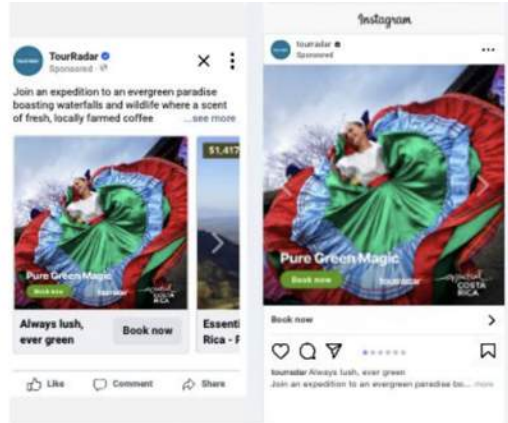 TourRadar
Sponsored
Join an expedition to an evergreen paradise
boasting waterfalls and wildlife where a scent
of fresh, locally farmed coffee ...see more
$1,417
Pure Green Magic
Book now
tourradar
COSTA
RICA
Always lush,
ever green
Book now
Essenti
Rica - F
Like
Comment
Share
Instagram
tourradar
Sponsored
Pure Green Magic
Book now
tourradar
essential
COSTA
RICA
Book now
tourradar Always lush, ever green
Join an expedition to an evergreen paradise to... more